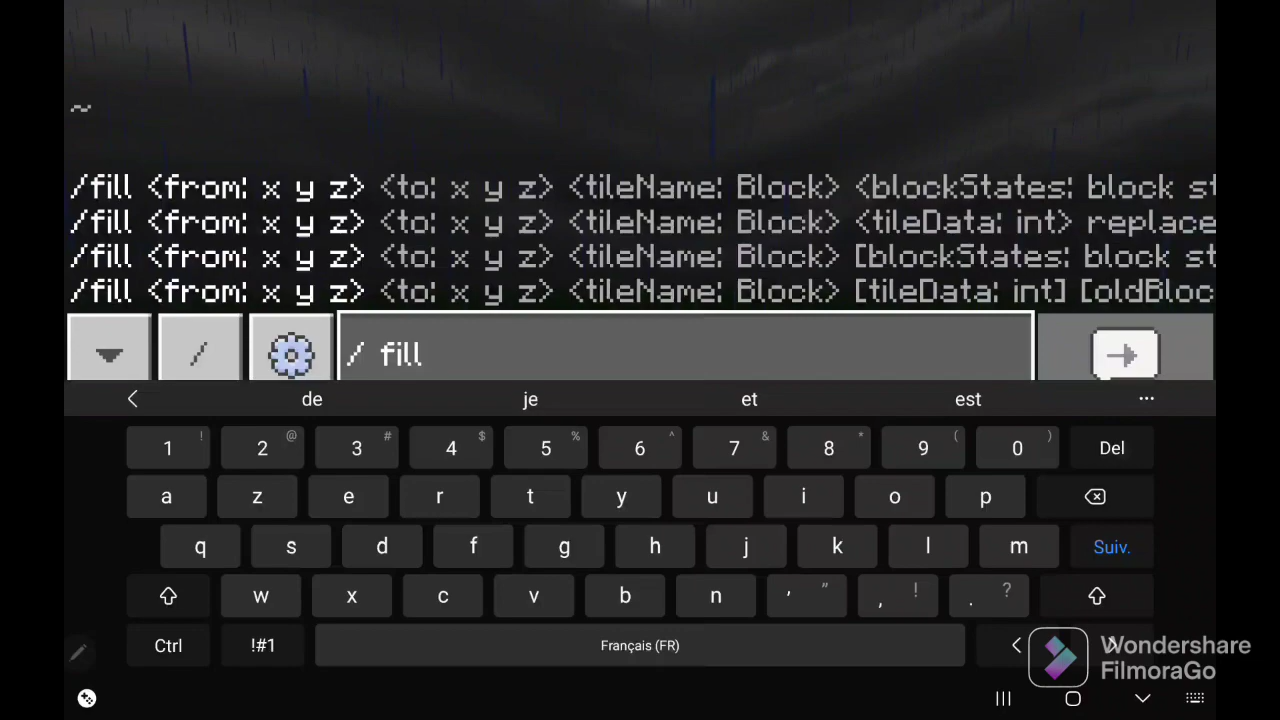 ~
/fill <from: x y z> <to: x y z> <tileName: Block> <blockStates: block st
/fill <from: x y z> <to: x y z> <tileName: Block> <tileData: int> replace
/fill <from: x y z> <to: x y z> <tileName: Block> [blockStates: block st
/fill <from: x y z> <to: x y z> <tileName: Block> [tileData: int] [oldBloc
/ / fill
< de je et est ...
1 ! 2 @ 3 # 4 $ 5 % 6 ^ 7 & 8 * 9 ( 0 ) Del
a z e r t y u i o p
q s d f g h j k l m Suiv.
w x c v b n ' " , ! . ?
Ctrl !#1 Français (FR) < >
Wondershare
FilmoraGo